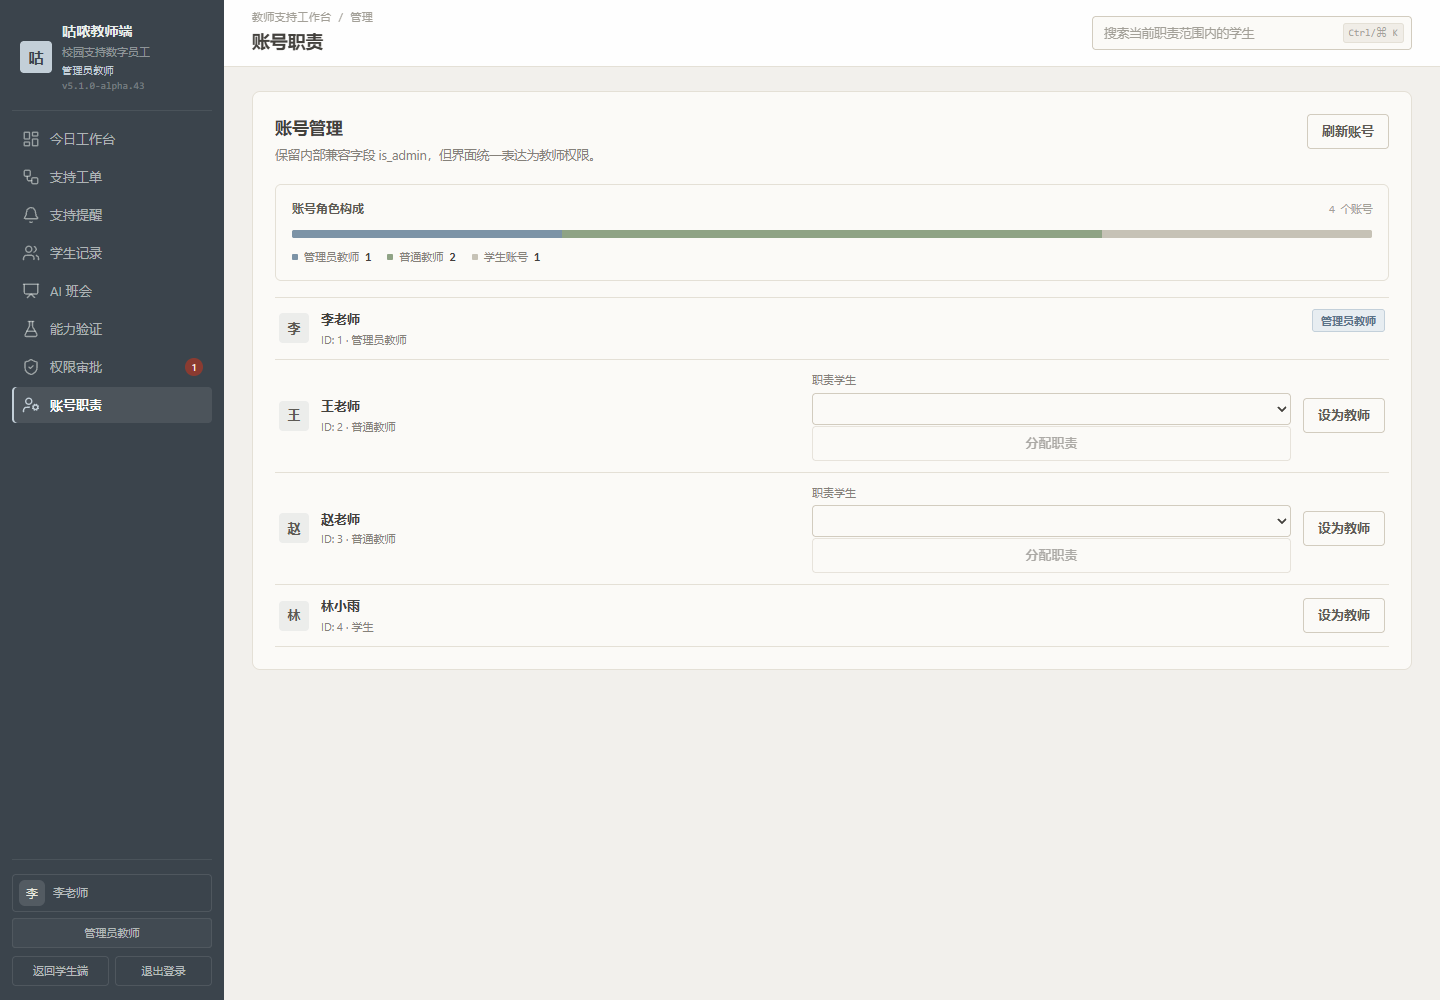 咕哝教师端
咕
校园支持数字员工
管理员教师
v5.1.0-alpha.43
今日工作台
支持工单
支持提醒
学生记录
AI 班会
能力验证
权限审批
1
账号职责
李
李老师
管理员教师
返回学生端
退出登录
教师支持工作台 / 管理
账号职责
搜索当前职责范围内的学生
Ctrl/⌘ K
账号管理
保留内部兼容字段 is_admin，但界面统一表达为教师权限。
刷新账号
账号角色构成
4 个账号
管理员教师 1
普通教师 2
学生账号 1
李
李老师
ID: 1 · 管理员教师
管理员教师
王
王老师
ID: 2 · 普通教师
职责学生
分配职责
设为教师
赵
赵老师
ID: 3 · 普通教师
职责学生
分配职责
设为教师
林
林小雨
ID: 4 · 学生
设为教师